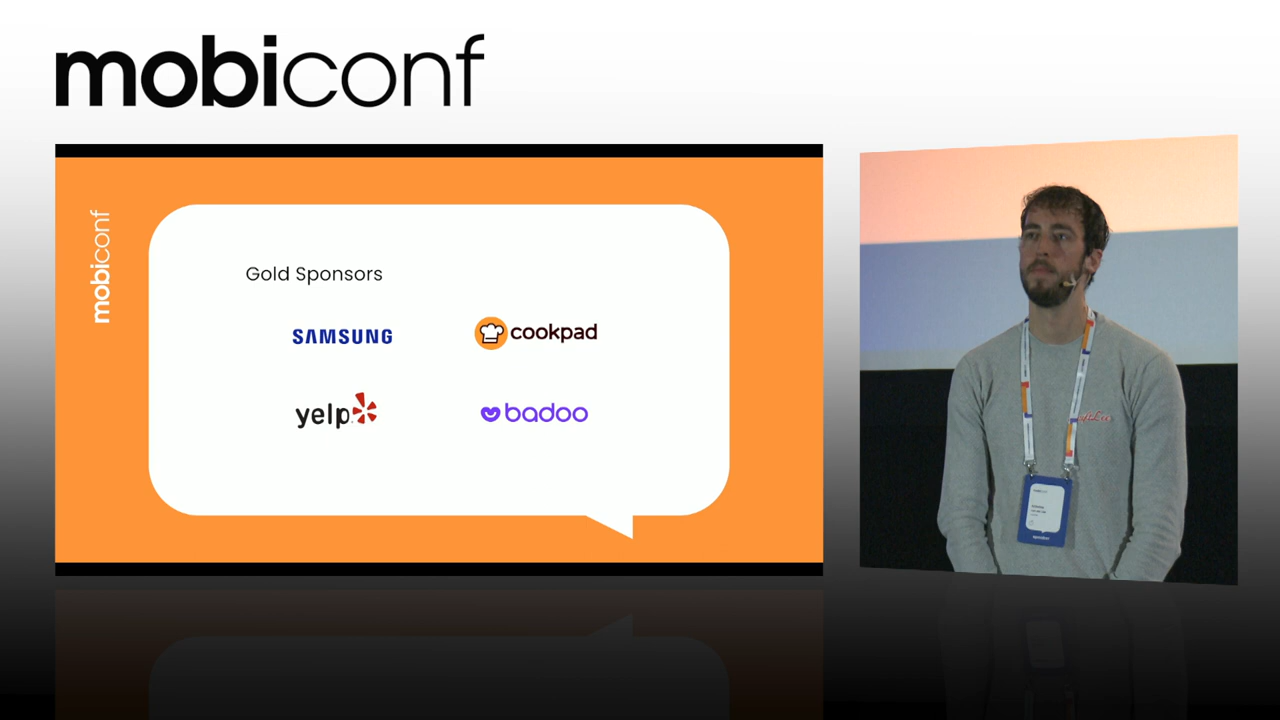 mobiconf
mobiconf
Gold Sponsors
SAMSUNG
cookpad
yelp
badoo